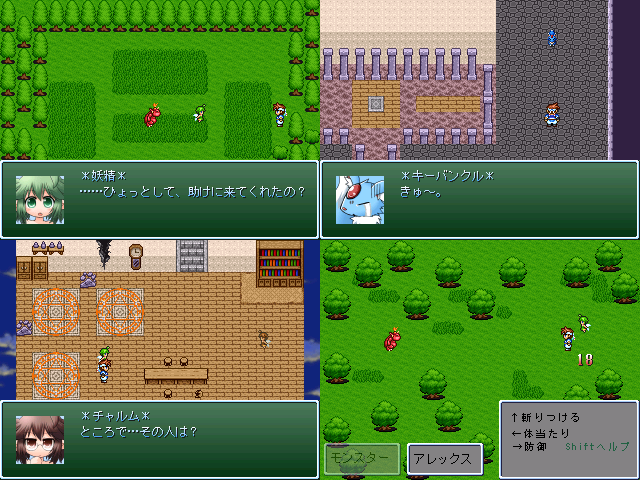 ＊妖精＊
……ひょっとして、助けに来てくれたの？
＊キーバンクル＊
きゅ～。
＊チャルム＊
ところで…その人は？
18
↑斬りつける
←体当たり
→防御 Shiftヘルプ
モンスター
アレックス